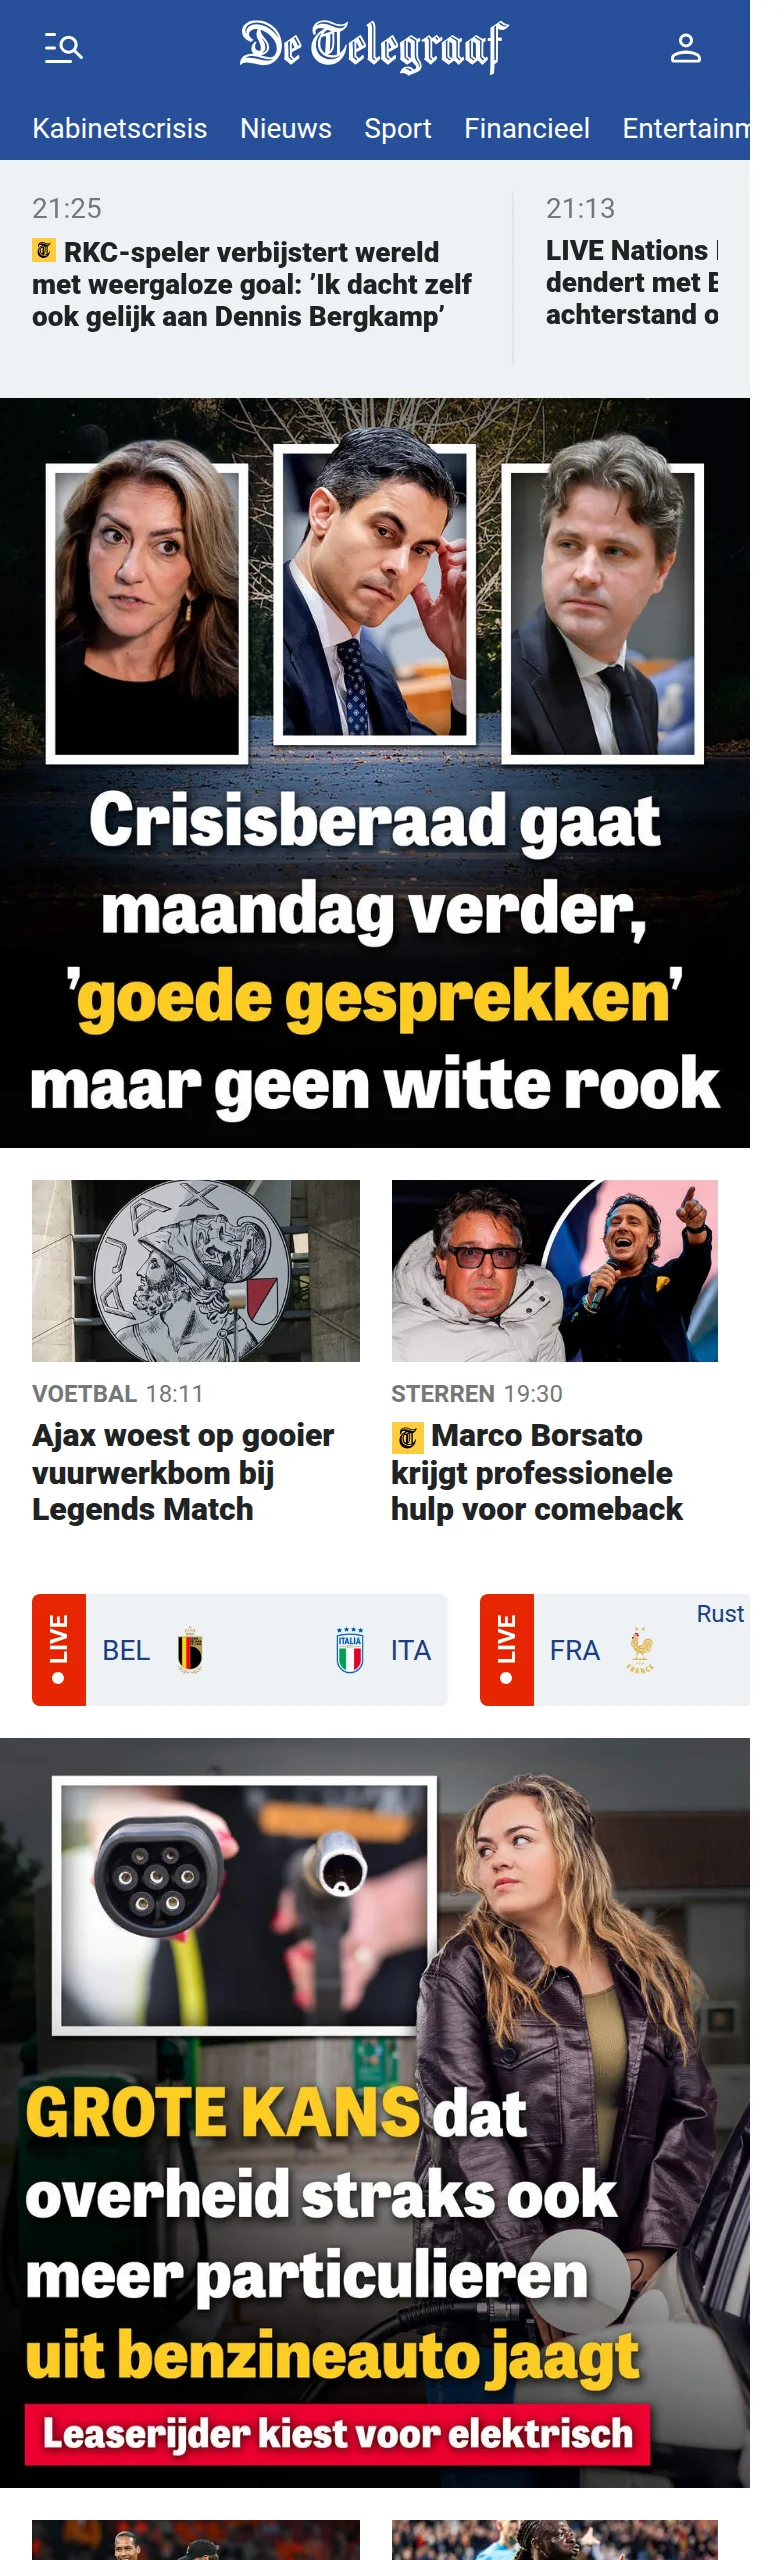 De Telegraaf
Kabinetscrisis Nieuws Sport Financieel
21:25
RKC-speler verbijstert wereld
met weergaloze goal: ’Ik dacht zelf
ook gelijk aan Dennis Bergkamp’
21:13
LIVE Nations
dendert met
achterstand
Crisisberaad gaat
maandag verder,
’goede gesprekken’
maar geen witte rook
AJAX
VOETBAL 18:11
Ajax woest op gooier
vuurwerkbom bij
Legends Match
STERREN 19:30
Marco Borsato
krijgt professionele
hulp voor comeback
LIVE
BEL
ITALIA
ITA
LIVE
Rust
FRA
FRANCE
GROTE KANS dat
overheid straks ook
meer particulieren
uit benzineauto jaagt
Leaserijder kiest voor elektrisch